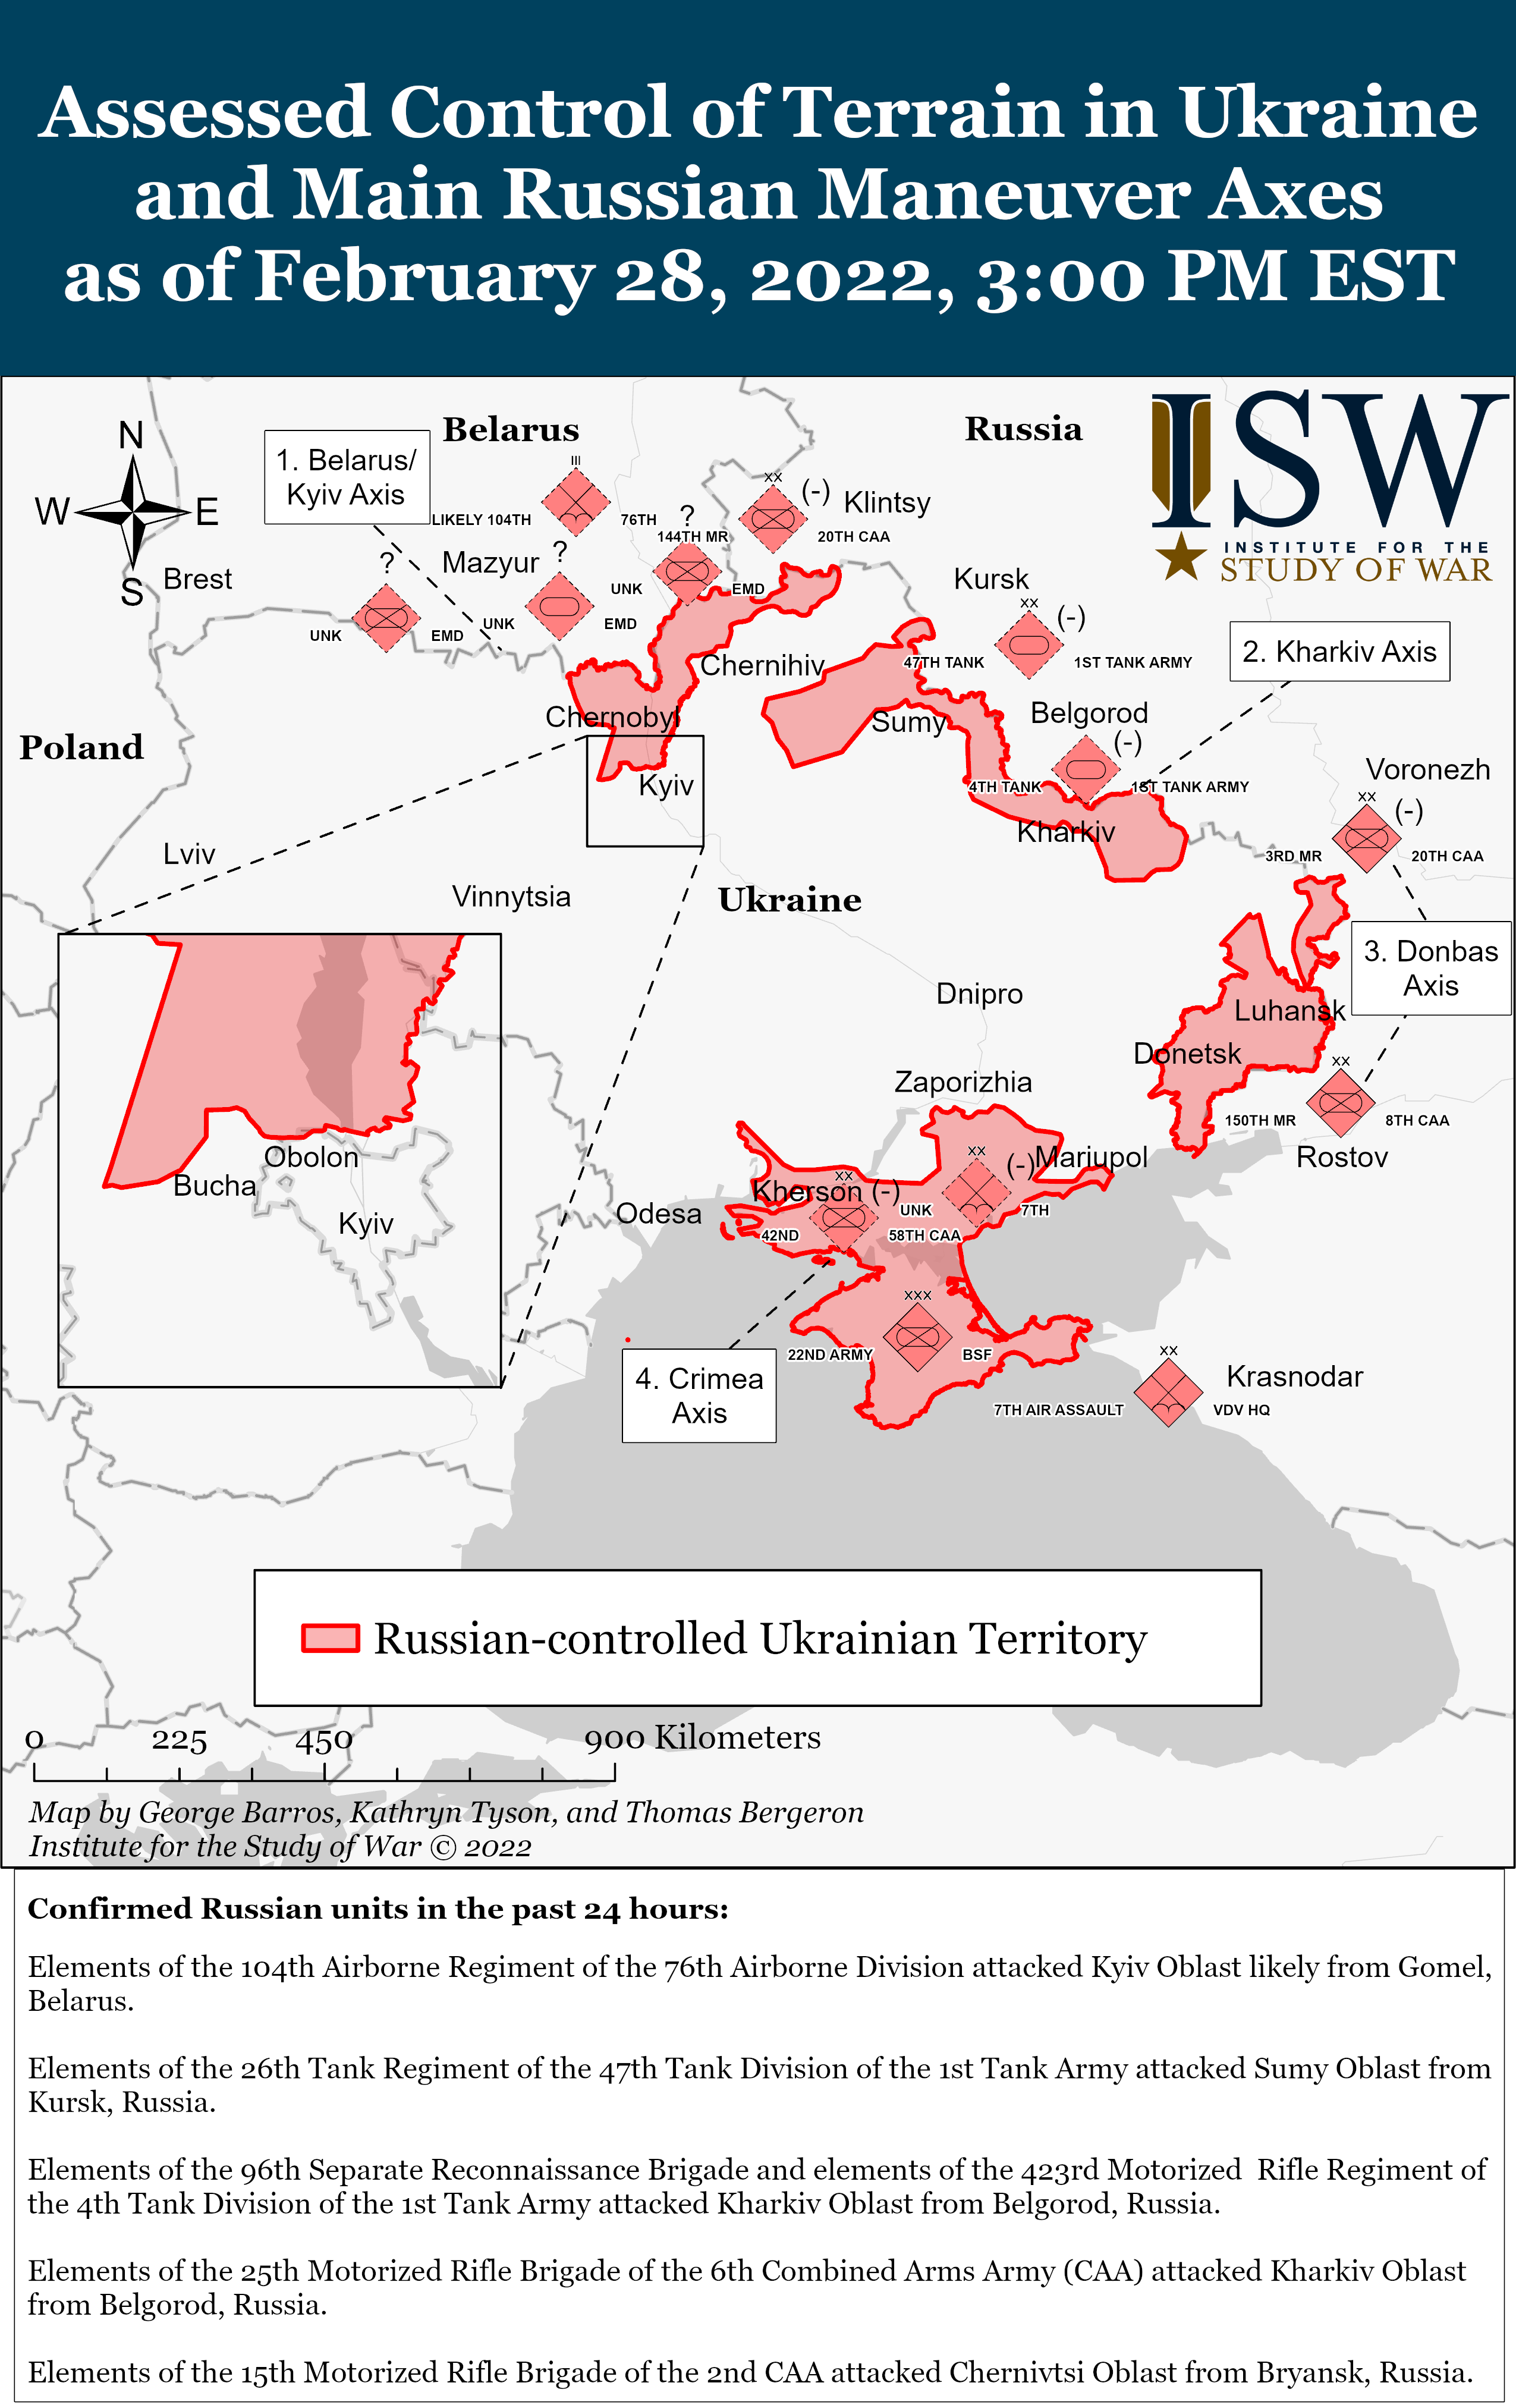 Assessed Control of Terrain in Ukraine
and Main Russian Maneuver Axes
as of February 28, 2022, 3:00 PM EST
N
W
E
S
1. Belarus/
Kyiv Axis
Belarus
Russia
ISW
INSTITUTE FOR THE
STUDY OF WAR
III
LIKELY 104TH
76TH
?
144TH MR
UNK
EMD
XX
(-)
Klintsy
20TH CAA
Brest
?
UNK
EMD
Mazyur
?
UNK
EMD
Kursk
XX
(-)
47TH TANK
1ST TANK ARMY
2. Kharkiv Axis
Chernihiv
Chernobyl
Sumy
Belgorod
(-)
4TH TANK
1ST TANK ARMY
Poland
Kyiv
Voronezh
XX
(-)
3RD MR
20TH CAA
Kharkiv
Lviv
Vinnytsia
Ukraine
3. Donbas
Axis
Dnipro
Luhansk
Donetsk
Zaporizhia
XX
150TH MR
8TH CAA
Rostov
Obolon
Bucha
Kyiv
Mariupol
XX
(-)
UNK
7TH
Kherson
XX
(-)
42ND
58TH CAA
Odesa
XXX
22ND ARMY
BSF
4. Crimea
Axis
XX
Krasnodar
7TH AIR ASSAULT
VDV HQ
Russian-controlled Ukrainian Territory
0 225 450 900 Kilometers
Map by George Barros, Kathryn Tyson, and Thomas Bergeron
Institute for the Study of War © 2022
Confirmed Russian units in the past 24 hours:
Elements of the 104th Airborne Regiment of the 76th Airborne Division attacked Kyiv Oblast likely from Gomel,
Belarus.
Elements of the 26th Tank Regiment of the 47th Tank Division of the 1st Tank Army attacked Sumy Oblast from
Kursk, Russia.
Elements of the 96th Separate Reconnaissance Brigade and elements of the 423rd Motorized  Rifle Regiment of
the 4th Tank Division of the 1st Tank Army attacked Kharkiv Oblast from Belgorod, Russia.
Elements of the 25th Motorized Rifle Brigade of the 6th Combined Arms Army (CAA) attacked Kharkiv Oblast
from Belgorod, Russia.
Elements of the 15th Motorized Rifle Brigade of the 2nd CAA attacked Chernivtsi Oblast from Bryansk, Russia.